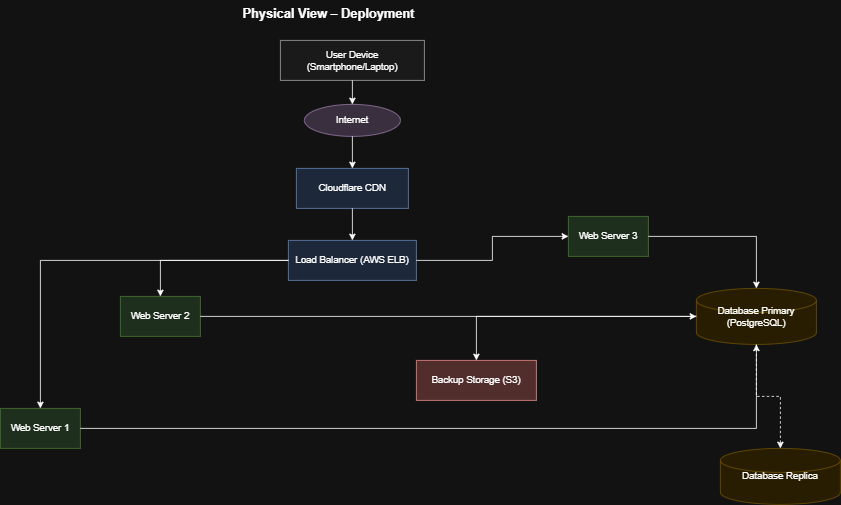 Physical View – Deployment
User Device
(Smartphone/Laptop)
Internet
Cloudflare CDN
Load Balancer (AWS ELB)
Web Server 3
Web Server 2
Database Primary
(PostgreSQL)
Backup Storage (S3)
Web Server 1
Database Replica